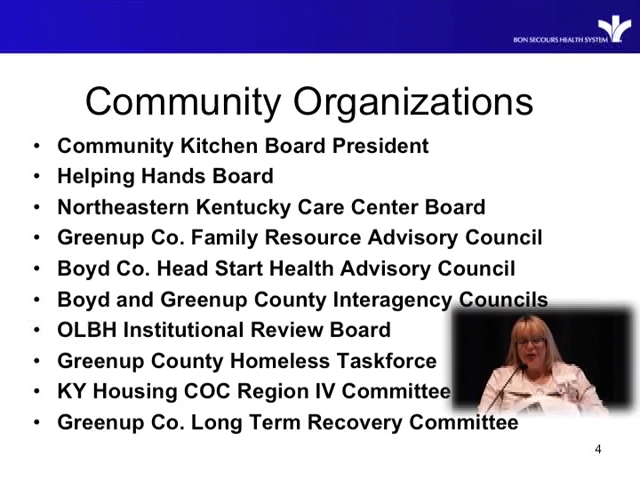 BON SECOURS HEALTH SYSTEM
Community Organizations
• Community Kitchen Board President
• Helping Hands Board
• Northeastern Kentucky Care Center Board
• Greenup Co. Family Resource Advisory Council
• Boyd Co. Head Start Health Advisory Council
• Boyd and Greenup County Interagency Councils
• OLBH Institutional Review Board
• Greenup County Homeless Taskforce
• KY Housing COC Region IV Committee
• Greenup Co. Long Term Recovery Committee
4